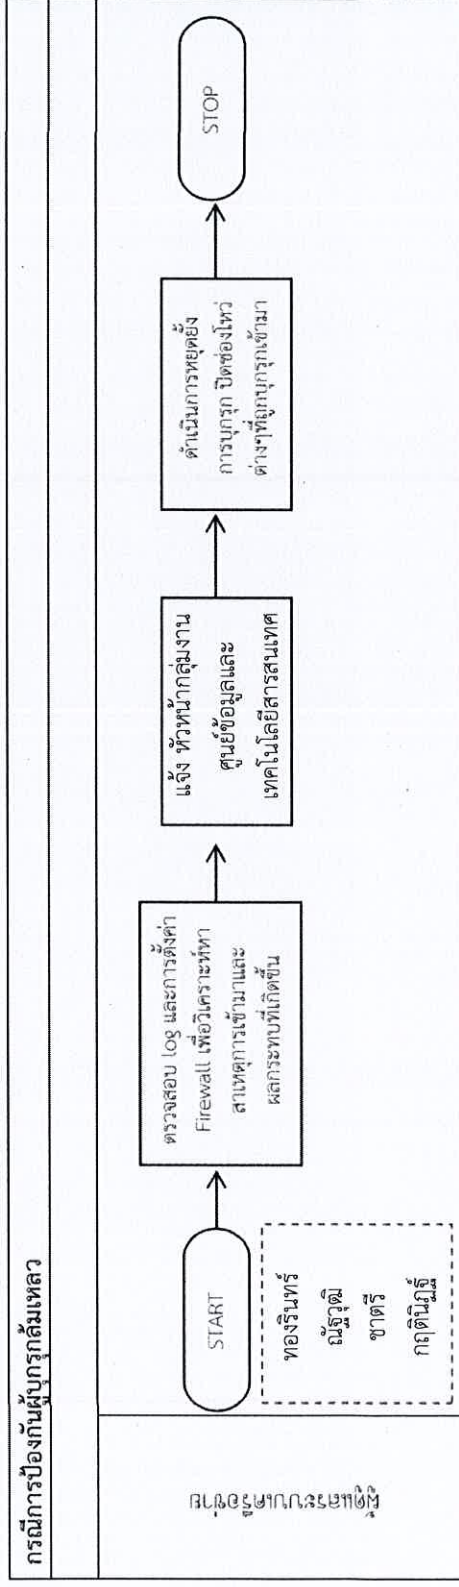 กรณีการป้องกันผู้บุกรุกล้มเหลว
ผู้ดูแลระบบเครือข่าย
START
ทองรินทร์
ณัฐวุฒิ
ชาตรี
กฤตินิฏฐ์
ตรวจสอบ log และการตั้งค่า
Firewall เพื่อวิเคราะห์หา
สาเหตุการเข้ามาและ
ผลกระทบที่เกิดขึ้น
แจ้ง หัวหน้ากลุ่มงาน
ศูนย์ข้อมูลและ
เทคโนโลยีสารสนเทศ
ดำเนินการหยุดยั้ง
การบุกรุก ปิดช่องโหว่
ต่างๆที่ถูกบุกรุกเข้ามา
STOP